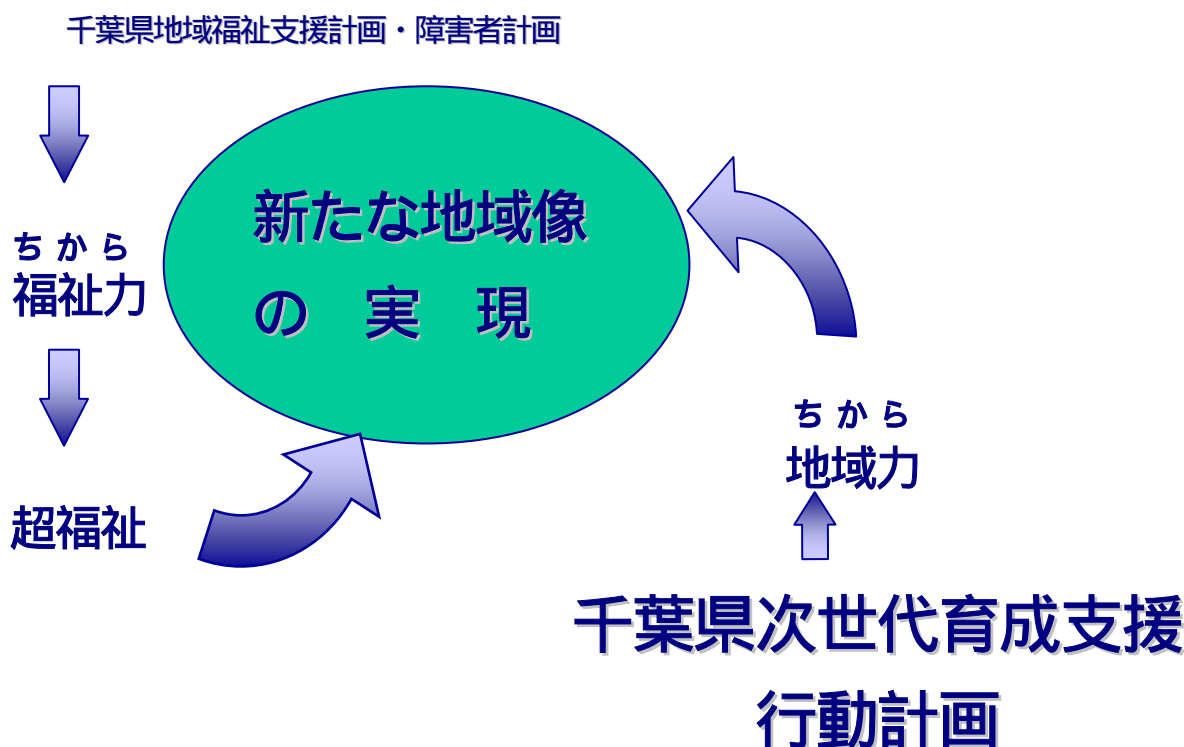 千葉県地域福祉支援計画・障害者計画
新たな地域像
の　実　現
ちから
福祉力
超福祉
ちから
地域力
千葉県次世代育成支援
行動計画